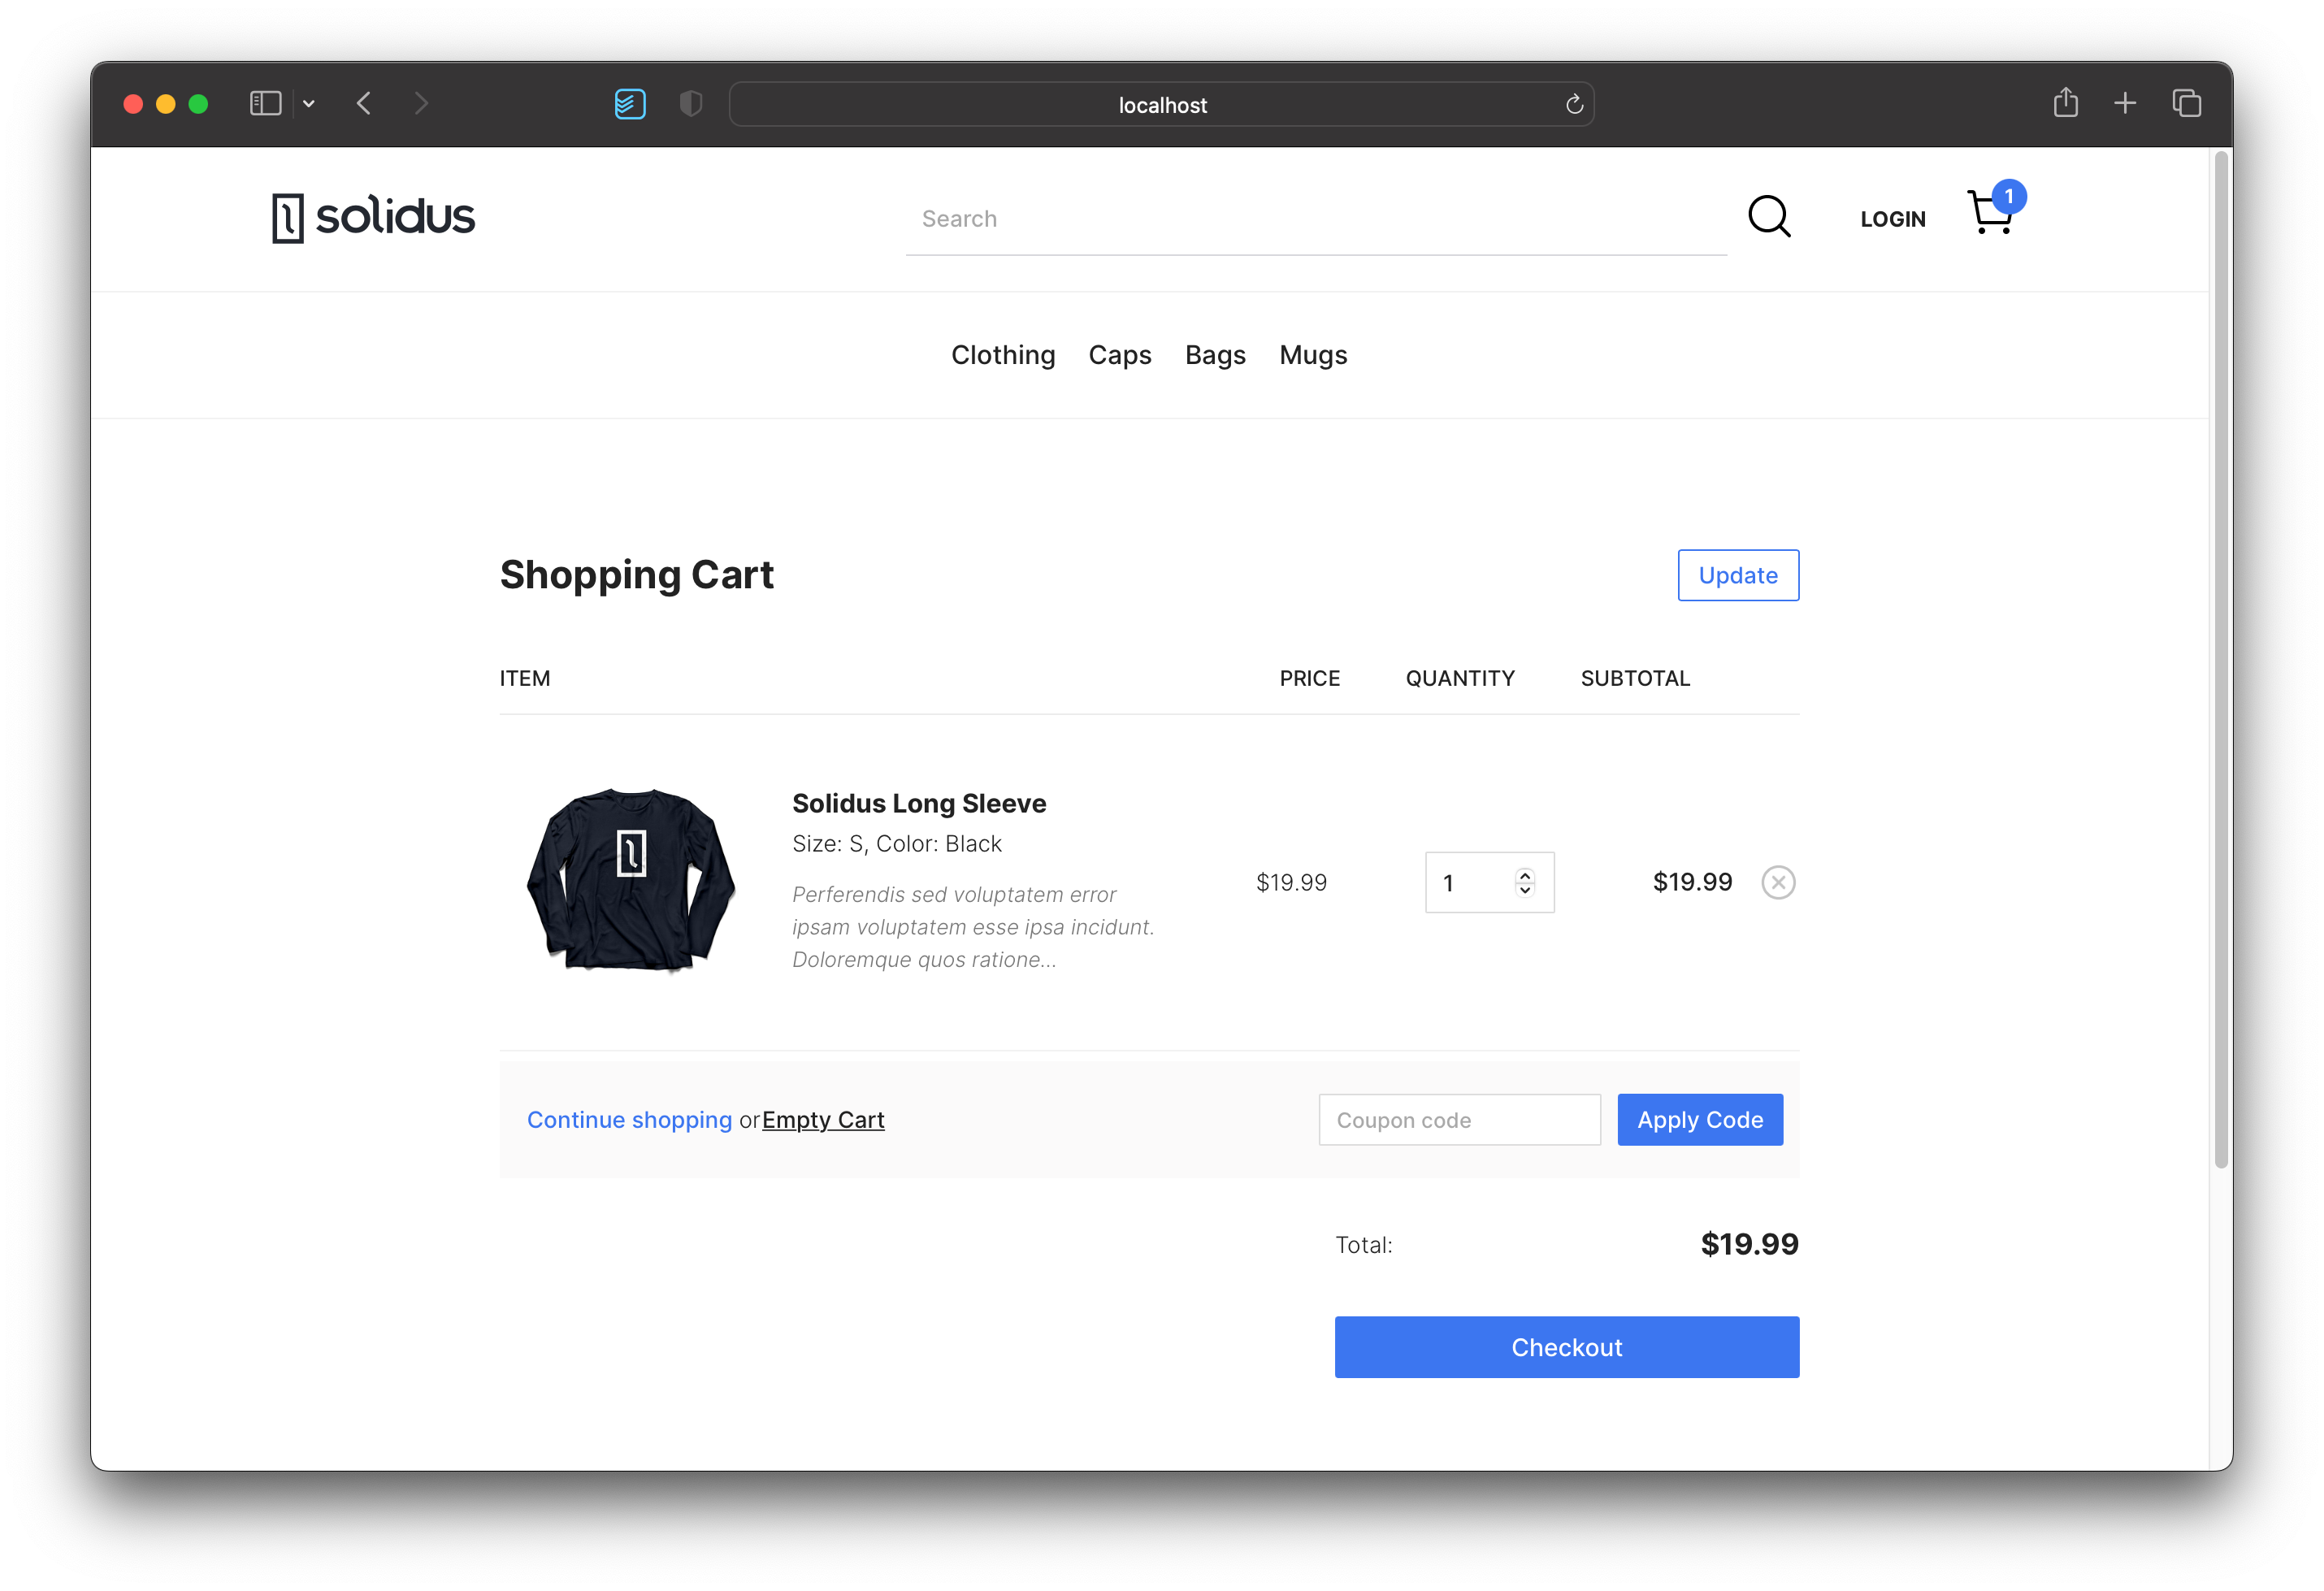 localhost
solidus
Search
LOGIN
1
Clothing Caps Bags Mugs
Shopping Cart
Update
ITEM PRICE QUANTITY SUBTOTAL
Solidus Long Sleeve
Size: S, Color: Black
Perferendis sed voluptatem error
ipsam voluptatem esse ipsa incidunt.
Doloremque quos ratione...
$19.99
1
$19.99
Continue shopping orEmpty Cart
Coupon code
Apply Code
Total: $19.99
Checkout